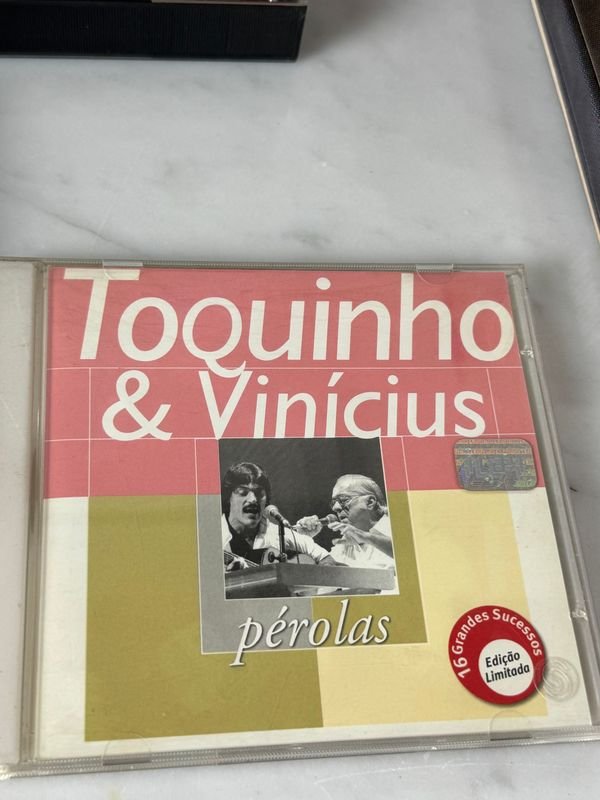 Toquinho
& Vinícius
pérolas
16 Grandes Sucessos
Edição
Limitada